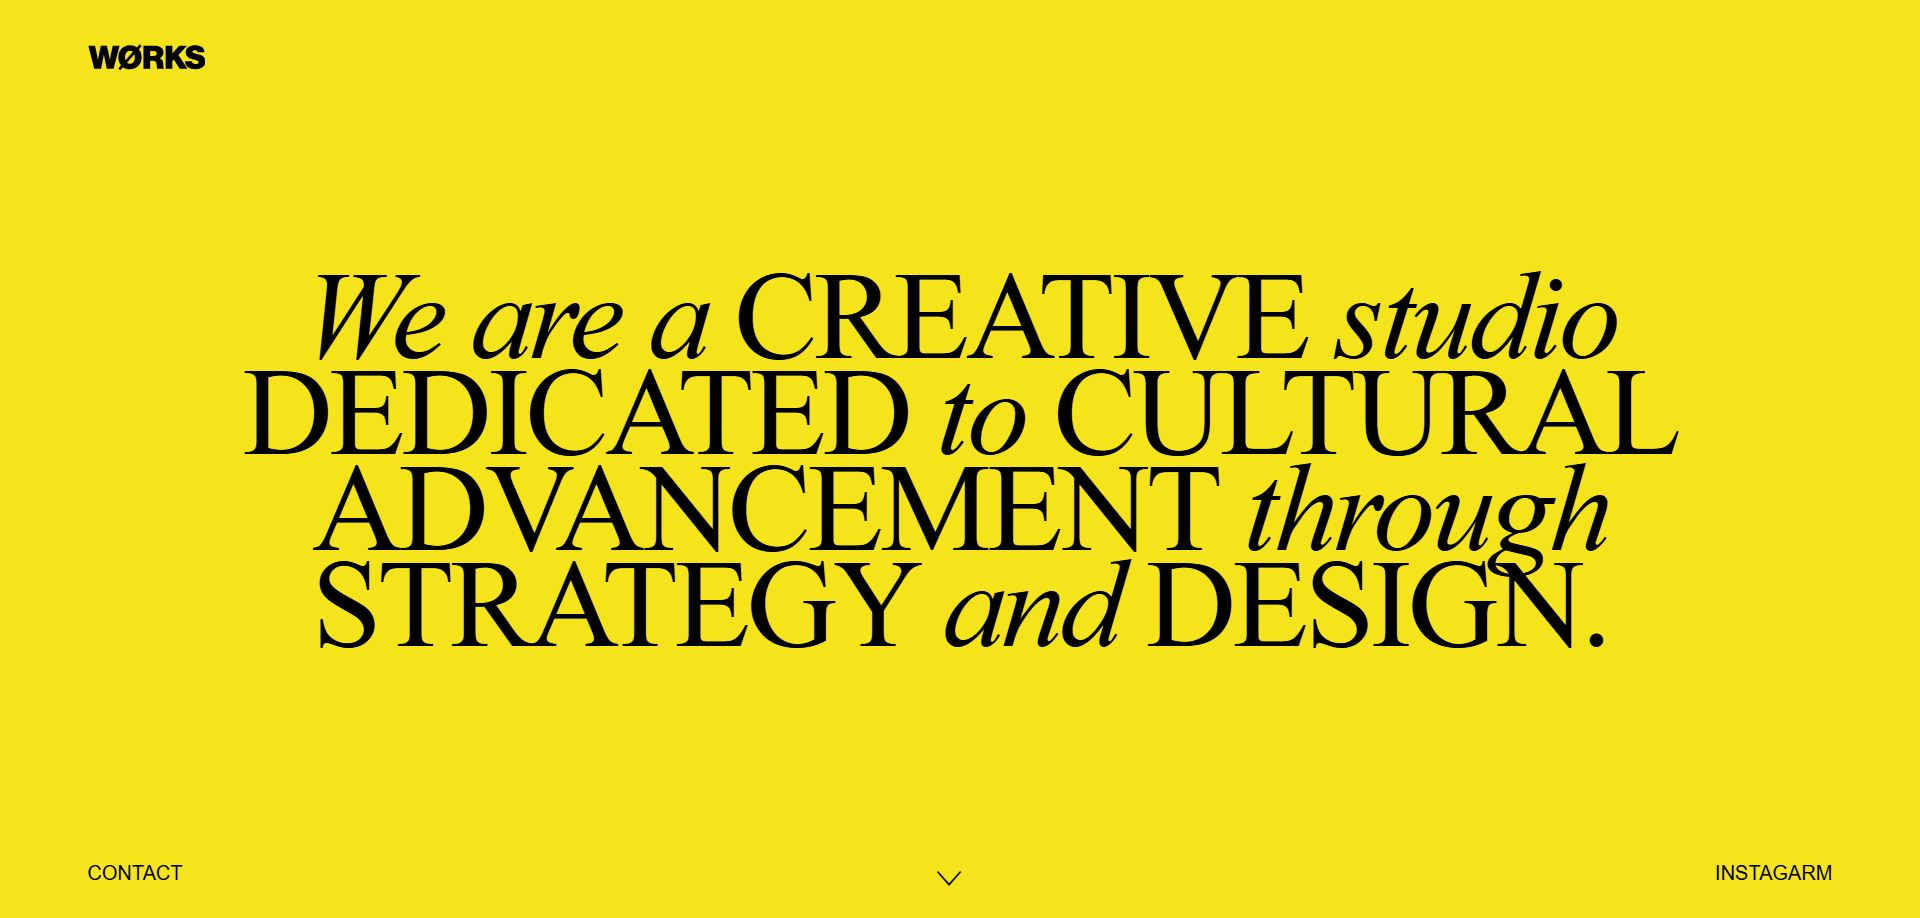 WØRKS
We are a CREATIVE studio
DEDICATED to CULTURAL
ADVANCEMENT through
STRATEGY and DESIGN.
CONTACT
INSTAGARM